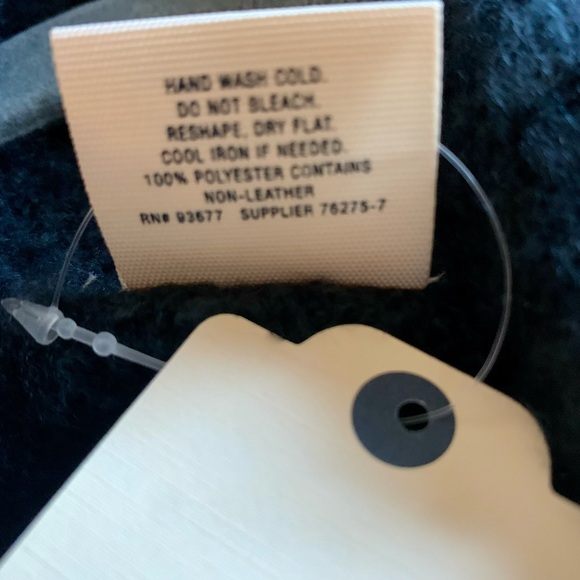 HAND WASH COLD.
DO NOT BLEACH.
RESHAPE, DRY FLAT.
COOL IRON IF NEEDED.
100% POLYESTER CONTAINS
NON-LEATHER
RN# 93677 SUPPLIER 76275-7